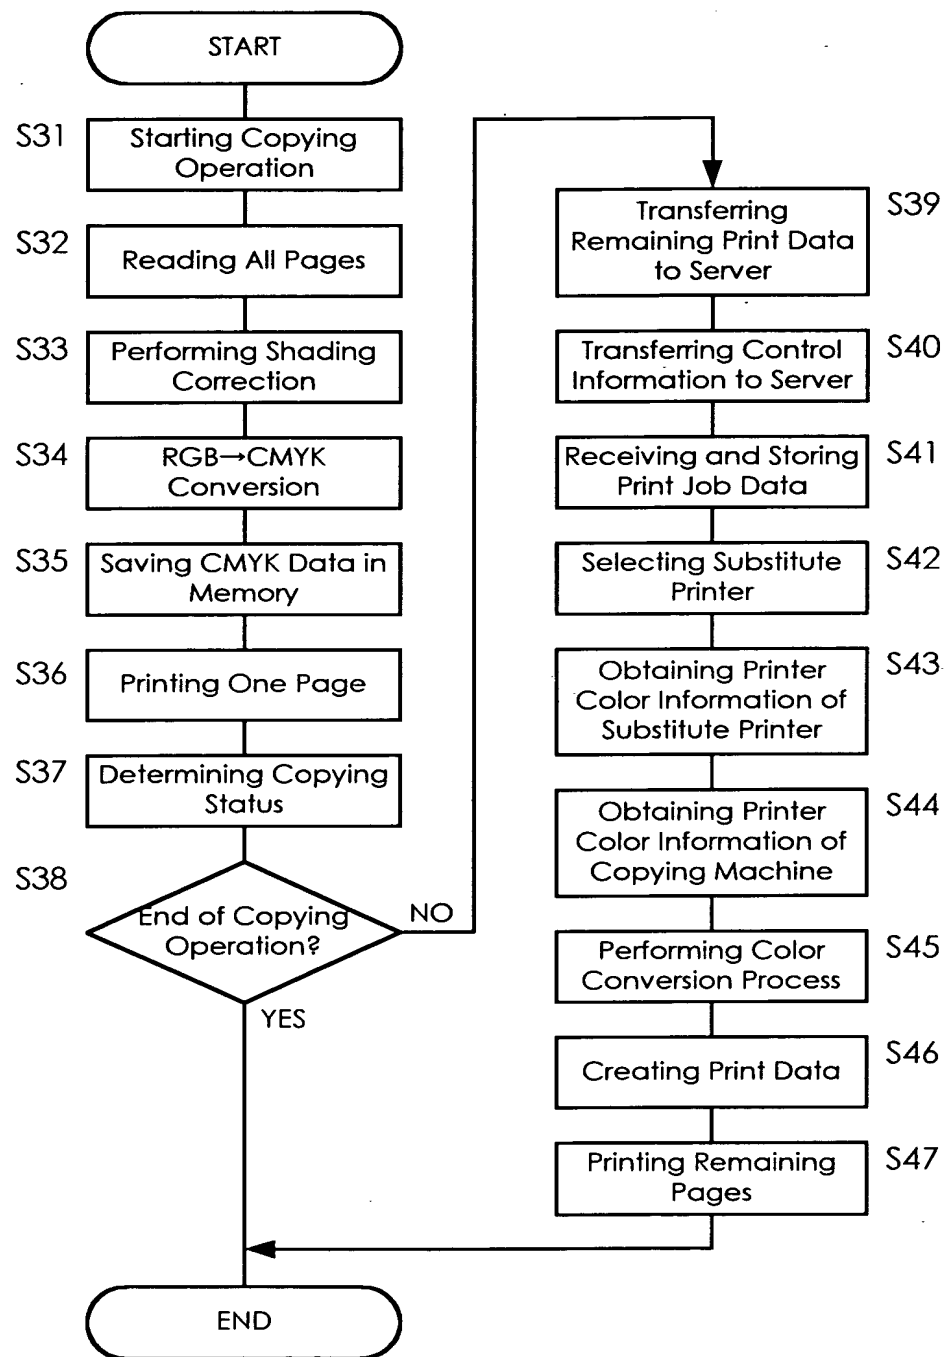 START
S31
Starting Copying
Operation
S32
Reading All Pages
S33
Performing Shading
Correction
S34
RGB→CMYK
Conversion
S35
Saving CMYK Data in
Memory
S36
Printing One Page
S37
Determining Copying
Status
S38
End of Copying
Operation?
NO
YES
S39
Transferring
Remaining Print Data
to Server
S40
Transferring Control
Information to Server
S41
Receiving and Storing
Print Job Data
S42
Selecting Substitute
Printer
S43
Obtaining Printer
Color Information of
Substitute Printer
S44
Obtaining Printer
Color Information of
Copying Machine
S45
Performing Color
Conversion Process
S46
Creating Print Data
S47
Printing Remaining
Pages
END